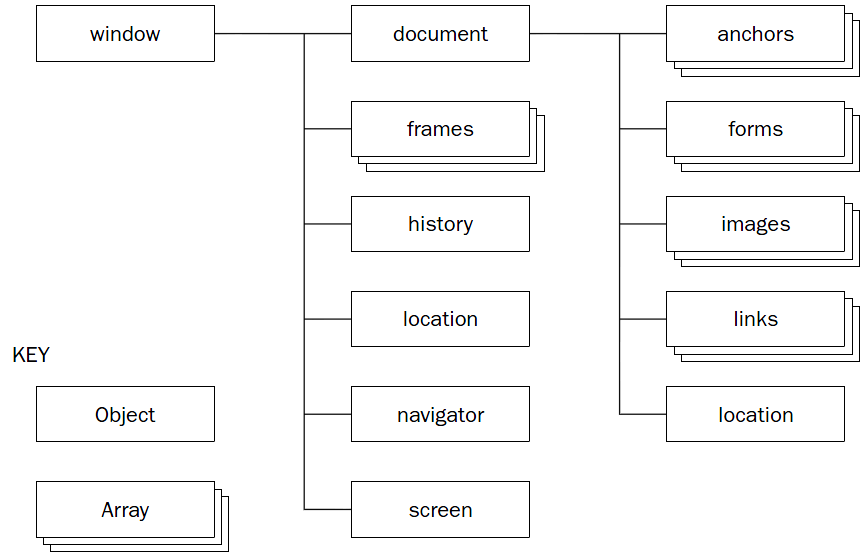 window
document
anchors
frames
forms
history
images
location
links
KEY
Object
navigator
location
Array
screen